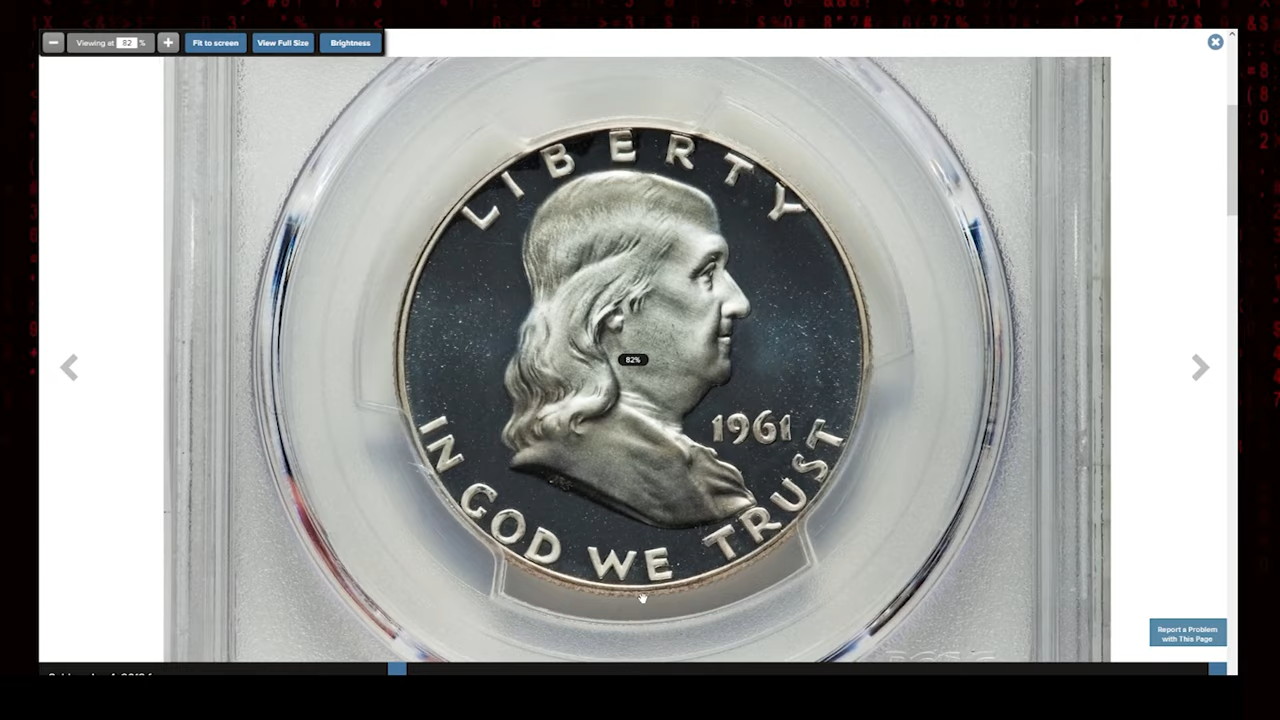 Viewing at 82 %
Fit to screen
View Full Size
Brightness
LIBERTY
82%
1961
IN GOD WE TRUST
Report a Problem
with This Page